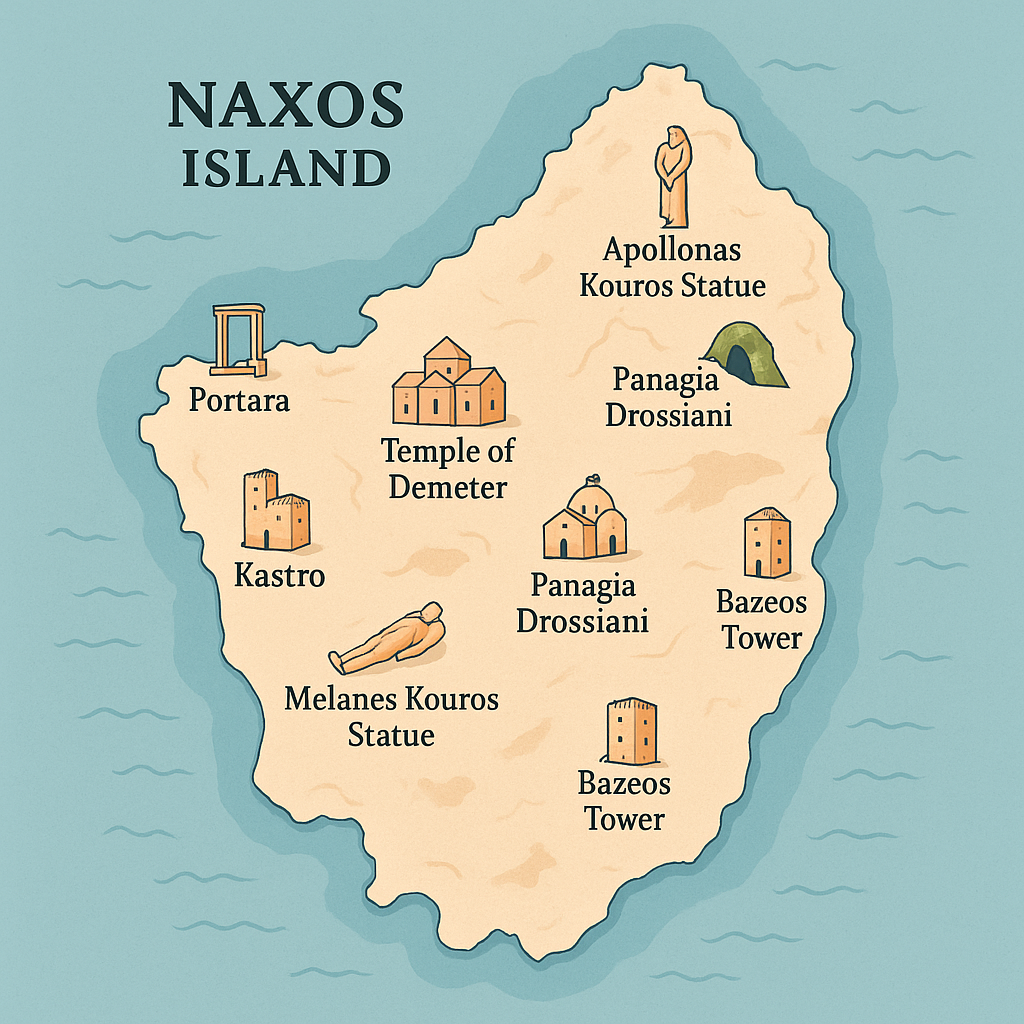 NAXOS
ISLAND
Apollonas
Kouros Statue
Panagia
Drossiani
Portara
Temple of
Demeter
Kastro
Panagia
Drossiani
Bazeos
Tower
Melanes Kouros
Statue
Bazeos
Tower